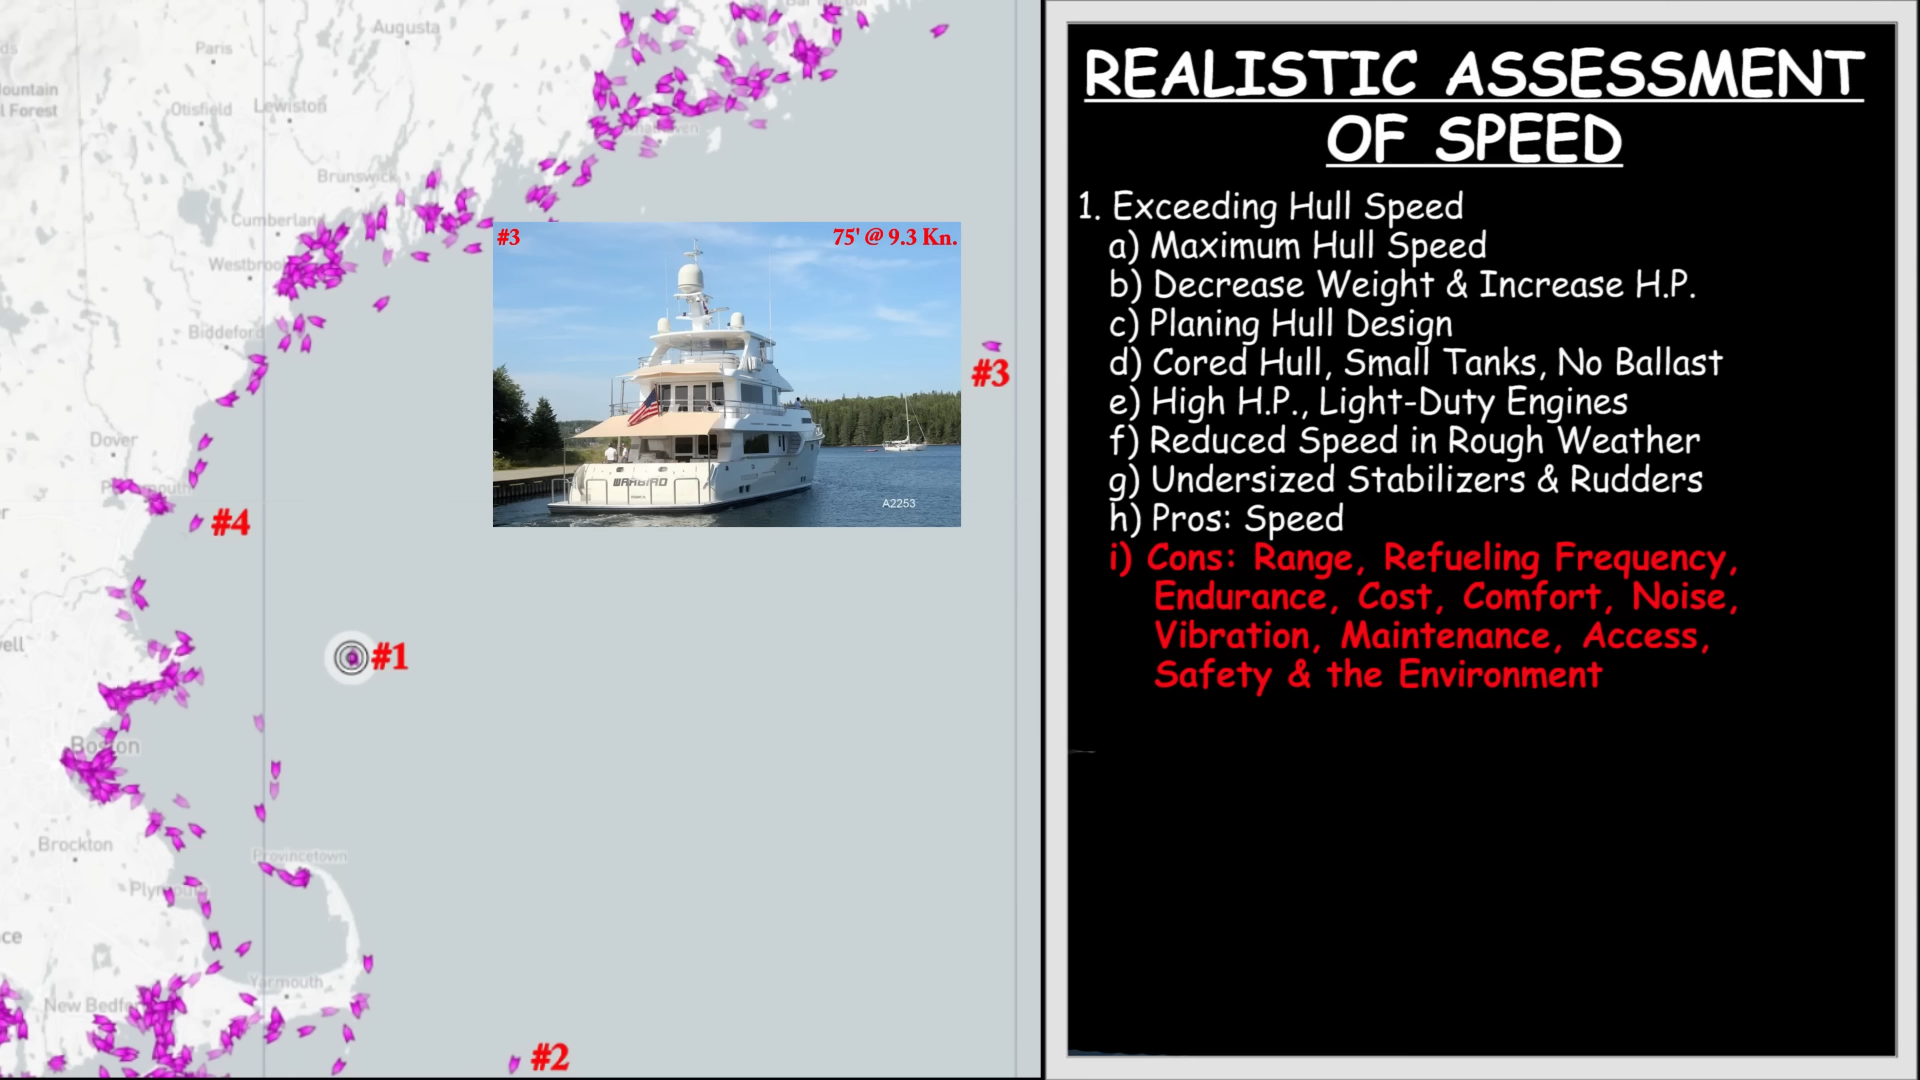 Augusta
Paris
Otisfield
Lewiston
Forest
Brunswick
Cumberland
Westbrook
Biddeford
Dover
Boston
Brockton
Provincetown
Yarmouth
#3
75' @ 9.3 Kn.
WARBIRD
A2253
#3
#4
#1
#2
REALISTIC ASSESSMENT
OF SPEED
1. Exceeding Hull Speed
a) Maximum Hull Speed
b) Decrease Weight & Increase H.P.
c) Planing Hull Design
d) Cored Hull, Small Tanks, No Ballast
e) High H.P., Light-Duty Engines
f) Reduced Speed in Rough Weather
g) Undersized Stabilizers & Rudders
h) Pros: Speed
i) Cons: Range, Refueling Frequency,
Endurance, Cost, Comfort, Noise,
Vibration, Maintenance, Access,
Safety & the Environment